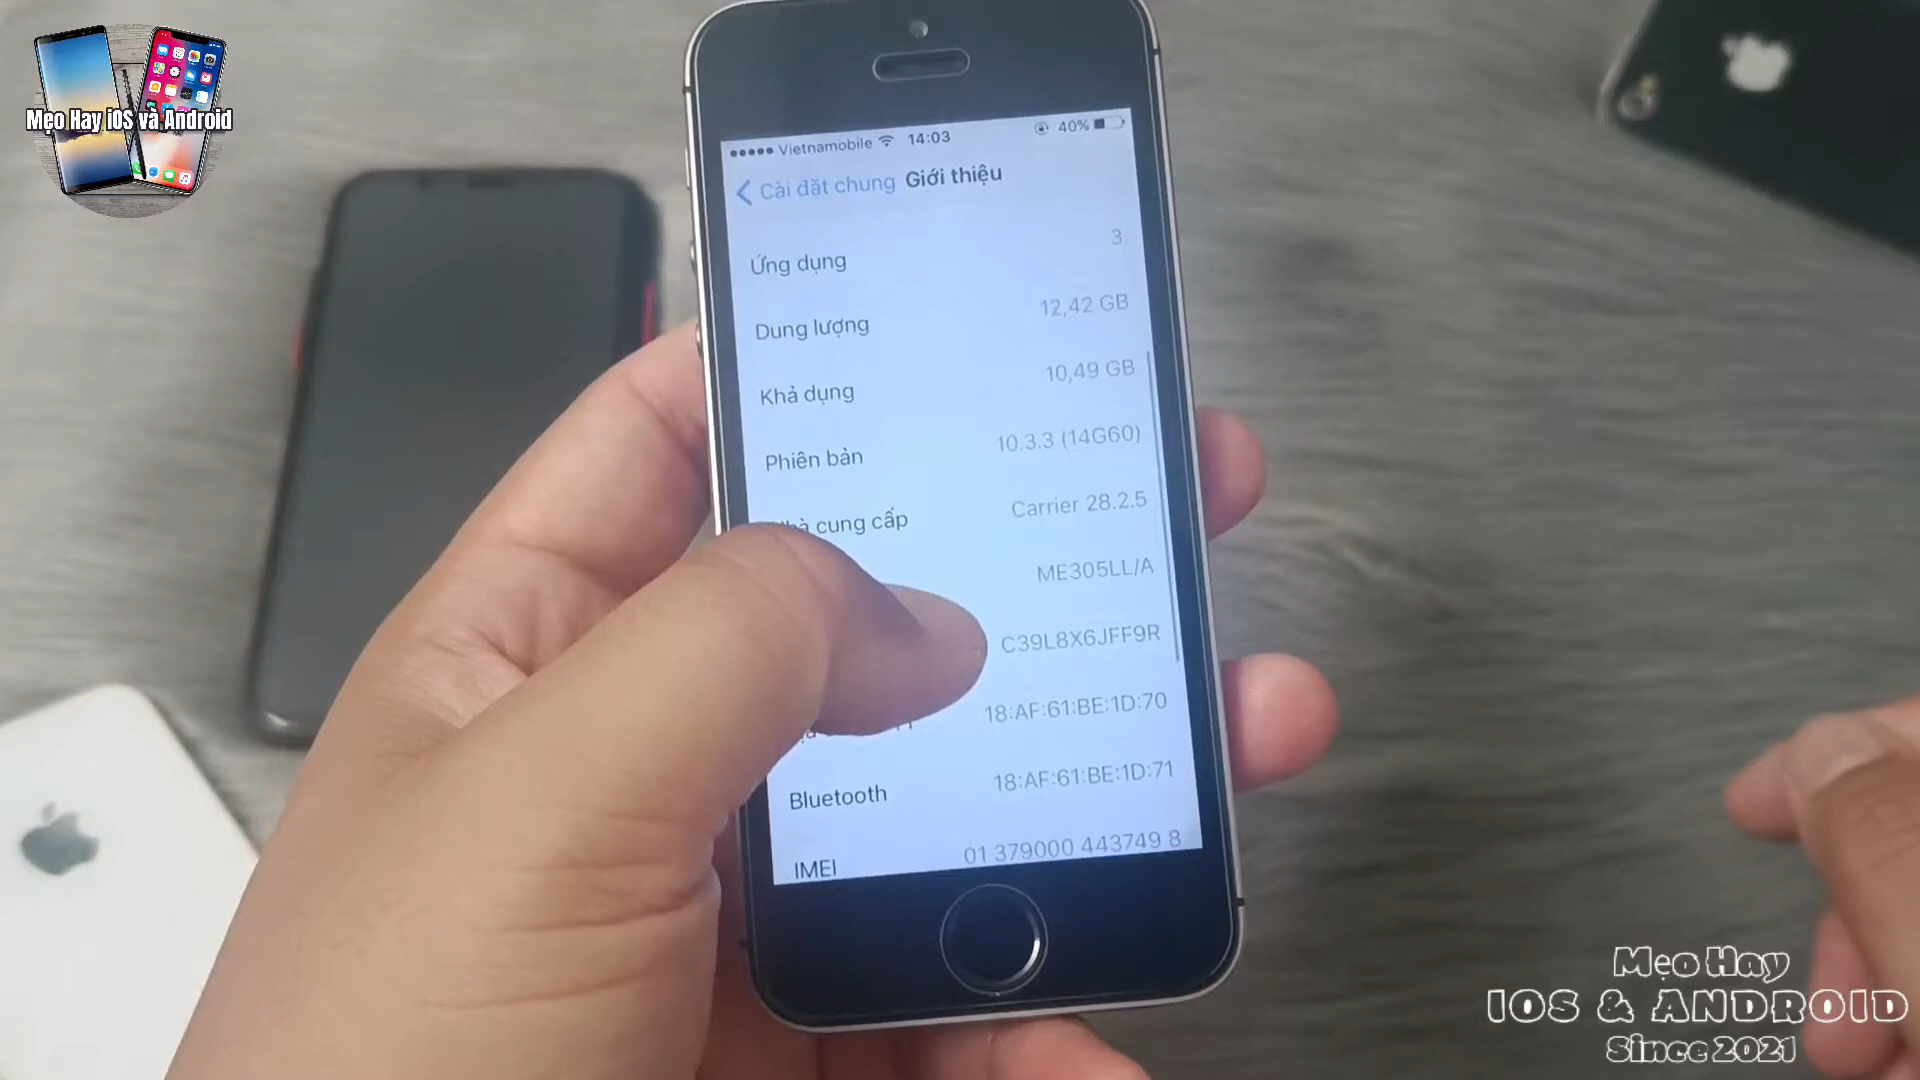 Mẹo Hay iOS và Android
Vietnamobile 14:03 40%
Cài đặt chung Giới thiệu
Ứng dụng 3
Dung lượng 12,42 GB
Khả dụng 10,49 GB
Phiên bản 10.3.3 (14G60)
cung cấp Carrier 28.2.5
ME305LL/A
C39L8X6JFF9R
18:AF:61:BE:1D:70
Bluetooth 18:AF:61:BE:1D:71
IMEI 01 379000 443749 8
Mẹo Hay
IOS & ANDROID
Since 2021